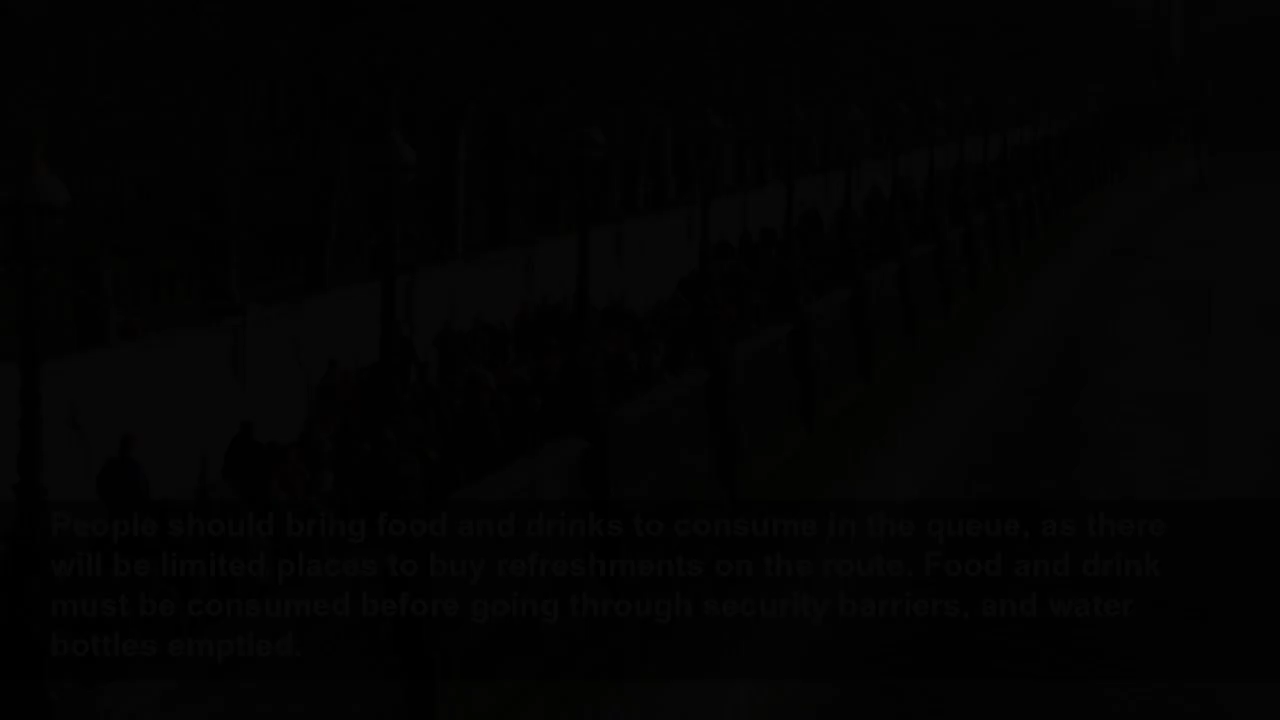 People should bring food and drinks to consume in the queue, as there
will be limited places to buy refreshments on the route. Food and drink
must be consumed before going through security barriers, and water
bottles emptied.